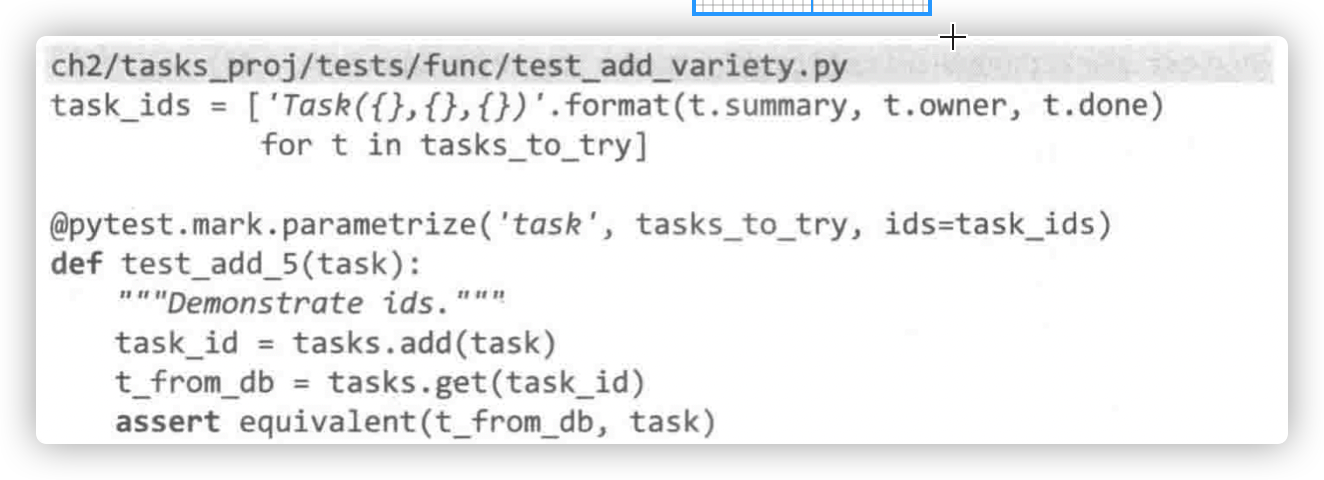 ch2/tasks_proj/tests/func/test_add_variety.py
task_ids = ['Task({},{},{})'.format(t.summary, t.owner, t.done)
            for t in tasks_to_try]

@pytest.mark.parametrize('task', tasks_to_try, ids=task_ids)
def test_add_5(task):
    """Demonstrate ids."""
    task_id = tasks.add(task)
    t_from_db = tasks.get(task_id)
    assert equivalent(t_from_db, task)